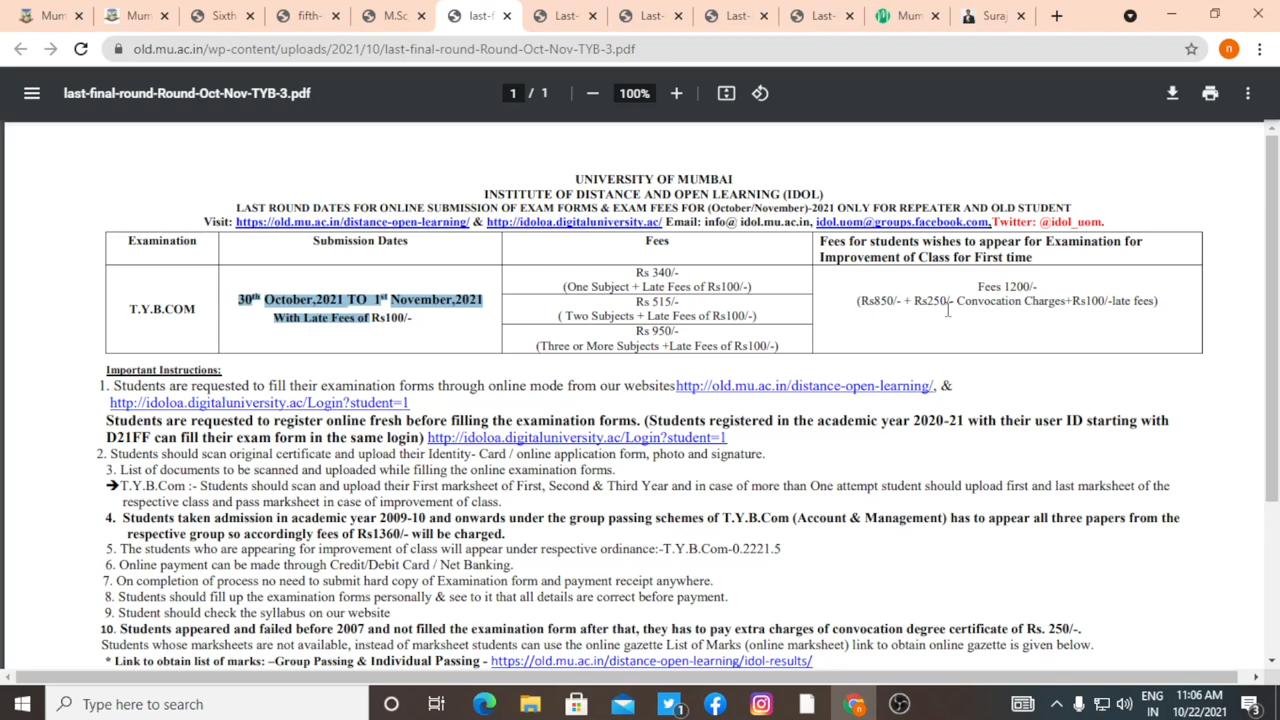 Mum
Mum
Sixth
fifth-
M.Sc
last-f
Last-
Last-
Last-
Last-
Mum
Suraj
old.mu.ac.in/wp-content/uploads/2021/10/last-final-round-Round-Oct-Nov-TYB-3.pdf
n
last-final-round-Round-Oct-Nov-TYB-3.pdf
1 / 1
100%
UNIVERSITY OF MUMBAI
INSTITUTE OF DISTANCE AND OPEN LEARNING (IDOL)
LAST ROUND DATES FOR ONLINE SUBMISSION OF EXAM FORMS & EXAM FEES FOR (October/November)-2021 ONLY FOR REPEATER AND OLD STUDENT
Visit: https://old.mu.ac.in/distance-open-learning/ & http://idoloa.digitaluniversity.ac/ Email: info@ idol.mu.ac.in, idol.uom@groups.facebook.com,Twitter: @idol_uom.
Examination
Submission Dates
Fees
Fees for students wishes to appear for Examination for
Improvement of Class for First time
T.Y.B.COM
30th October,2021 TO 1st November,2021
With Late Fees of Rs100/-
Rs 340/-
(One Subject + Late Fees of Rs100/-)
Rs 515/-
( Two Subjects + Late Fees of Rs100/-)
Rs 950/-
(Three or More Subjects +Late Fees of Rs100/-)
Fees 1200/-
(Rs850/- + Rs250/- Convocation Charges+Rs100/-late fees)
Important Instructions:
1. Students are requested to fill their examination forms through online mode from our websiteshttp://old.mu.ac.in/distance-open-learning/, &
http://idoloa.digitaluniversity.ac/Login?student=1
Students are requested to register online fresh before filling the examination forms. (Students registered in the academic year 2020-21 with their user ID starting with
D21FF can fill their exam form in the same login) http://idoloa.digitaluniversity.ac/Login?student=1
2. Students should scan original certificate and upload their Identity- Card / online application form, photo and signature.
3. List of documents to be scanned and uploaded while filling the online examination forms.
➔T.Y.B.Com :- Students should scan and upload their First marksheet of First, Second & Third Year and in case of more than One attempt student should upload first and last marksheet of the
respective class and pass marksheet in case of improvement of class.
4. Students taken admission in academic year 2009-10 and onwards under the group passing schemes of T.Y.B.Com (Account & Management) has to appear all three papers from the
respective group so accordingly fees of Rs1360/- will be charged.
5. The students who are appearing for improvement of class will appear under respective ordinance:-T.Y.B.Com-0.2221.5
6. Online payment can be made through Credit/Debit Card / Net Banking.
7. On completion of process no need to submit hard copy of Examination form and payment receipt anywhere.
8. Students should fill up the examination forms personally & see to it that all details are correct before payment.
9. Student should check the syllabus on our website
10. Students appeared and failed before 2007 and not filled the examination form after that, they has to pay extra charges of convocation degree certificate of Rs. 250/-.
Students whose marksheets are not available, instead of marksheet students can use the online gazette List of Marks (online marksheet) link to obtain online gazette is given below.
* Link to obtain list of marks: –Group Passing & Individual Passing - https://old.mu.ac.in/distance-open-learning/idol-results/
Type here to search
1
ENG
IN
11:06 AM
10/22/2021
3